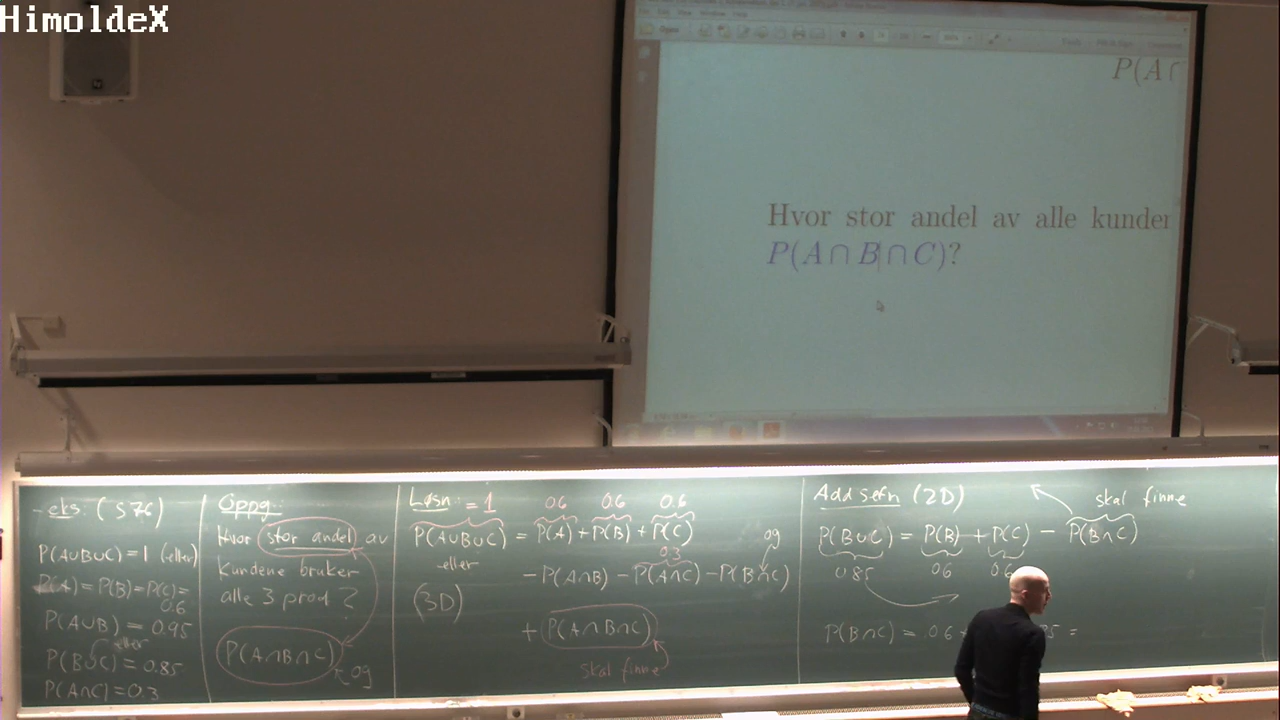 HimoldeX
P(A ∩
Hvor stor andel av alle kunder
P(A ∩ B ∩ C)?
- eks: (S76)
P(A∪B∪C) = 1 (eller)
P(A) = P(B) = P(C) =
0.6
P(A∪B) = 0.95
eller
P(B∪C) = 0.85
P(A∩C) = 0.3
Oppg:
Hvor stor andel av
kundene bruker
alle 3 prod?
P(A∩B∩C)
og
Løsn: = 1
0.6 0.6 0.6
P(A∪B∪C) = P(A) + P(B) + P(C)
eller
0.3
og
- P(A∩B) - P(A∩C) - P(B∩C)
(3D)
+ P(A∩B∩C)
skal finne
Add setn (2D)
skal finne
P(B∪C) = P(B) + P(C) - P(B∩C)
0.85 0.6 0.6
P(B∩C) = 0.6 +